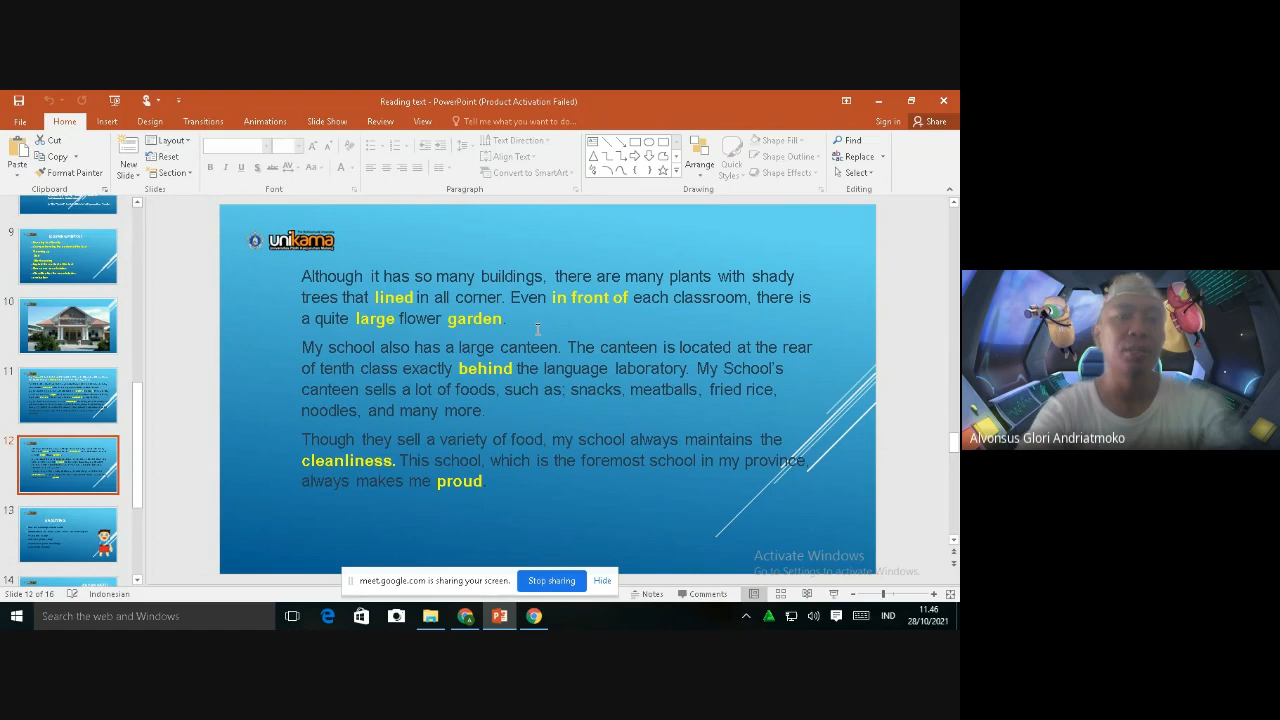 Reading text - PowerPoint (Product Activation Failed)
File Home Insert Design Transitions Animations Slide Show Review View Tell me what you want to do... Sign in Share
Paste
Cut
Copy
Format Painter
Clipboard
New Slide
Layout
Reset
Section
Slides
Font
Text Direction
Align Text
Convert to SmartArt
Paragraph
Arrange
Quick Styles
Shape Fill
Shape Outline
Shape Effects
Drawing
Find
Replace
Select
Editing
9
10
11
12
13
14
unikama
Although it has so many buildings, there are many plants with shady
trees that lined in all corner. Even in front of each classroom, there is
a quite large flower garden.
My school also has a large canteen. The canteen is located at the rear
of tenth class exactly behind the language laboratory. My School's
canteen sells a lot of foods, such as; snacks, meatballs, fried rice,
noodles, and many more.
Though they sell a variety of food, my school always maintains the
cleanliness. This school, which is the foremost school in my province
always makes me proud
Activate Windows
Go to Settings to activate Windows.
meet.google.com is sharing your screen. Stop sharing Hide
Slide 12 of 16 Indonesian Notes Comments
Search the web and Windows
IND
11.46
28/10/2021
Alvonsus Glori Andriatmoko